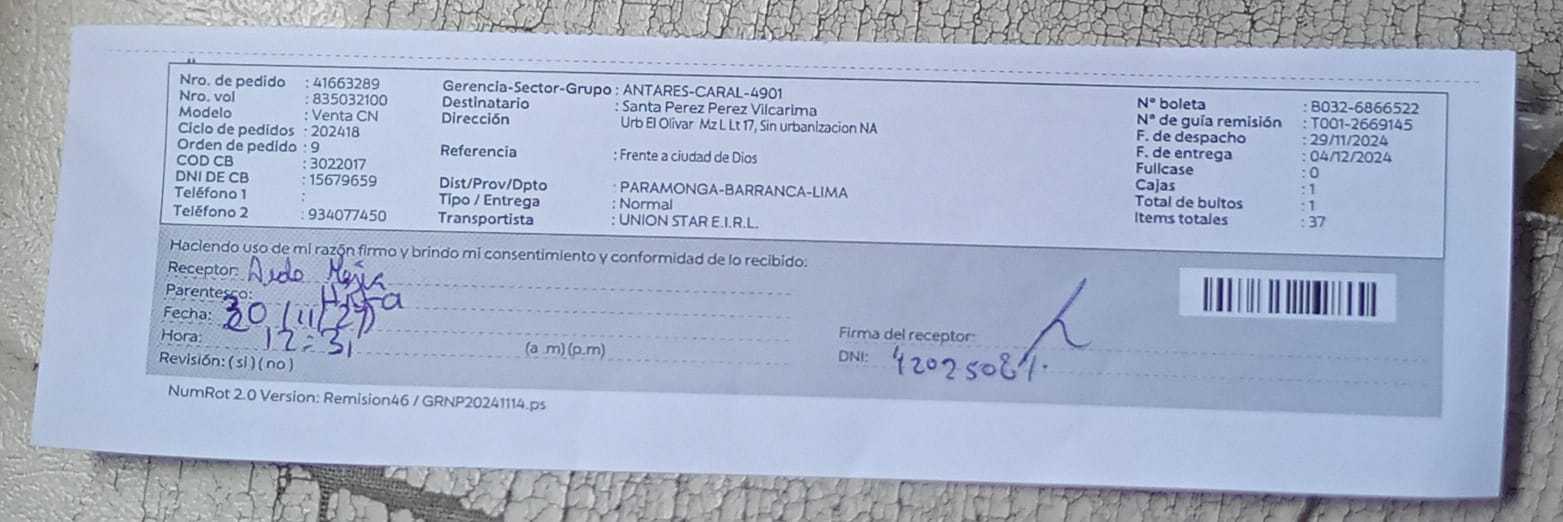 Nro. de pedido : 41663289
Nro. vol : 835032100
Modelo : Venta CN
Ciclo de pedidos : 202418
Orden de pedido : 9
COD CB : 3022017
DNI DE CB : 15679659
Teléfono 1 :
Teléfono 2 : 934077450
Gerencia-Sector-Grupo : ANTARES-CARAL-4901
Destinatario : Santa Perez Perez Vilcarima
Dirección Urb El Olivar Mz L Lt 17, Sin urbanizacion NA
Referencia : Frente a ciudad de Dios
Dist/Prov/Dpto : PARAMONGA-BARRANCA-LIMA
Tipo / Entrega : Normal
Transportista : UNION STAR E.I.R.L.
N° boleta : B032-6866522
N° de guía remisión : T001-2669145
F. de despacho : 29/11/2024
F. de entrega : 04/12/2024
Fullcase : 0
Cajas : 1
Total de bultos : 1
Items totales : 37
Haciendo uso de mi razón firmo y brindo mi consentimiento y conformidad de lo recibido:
Receptor:
Parentesco:
Fecha: 30/11/24
Hora: 12:31 (a .m) (p.m)
Revisión: (si) (no)
Firma del receptor:
DNI:
NumRot 2.0 Version: Remision46 / GRNP20241114.ps